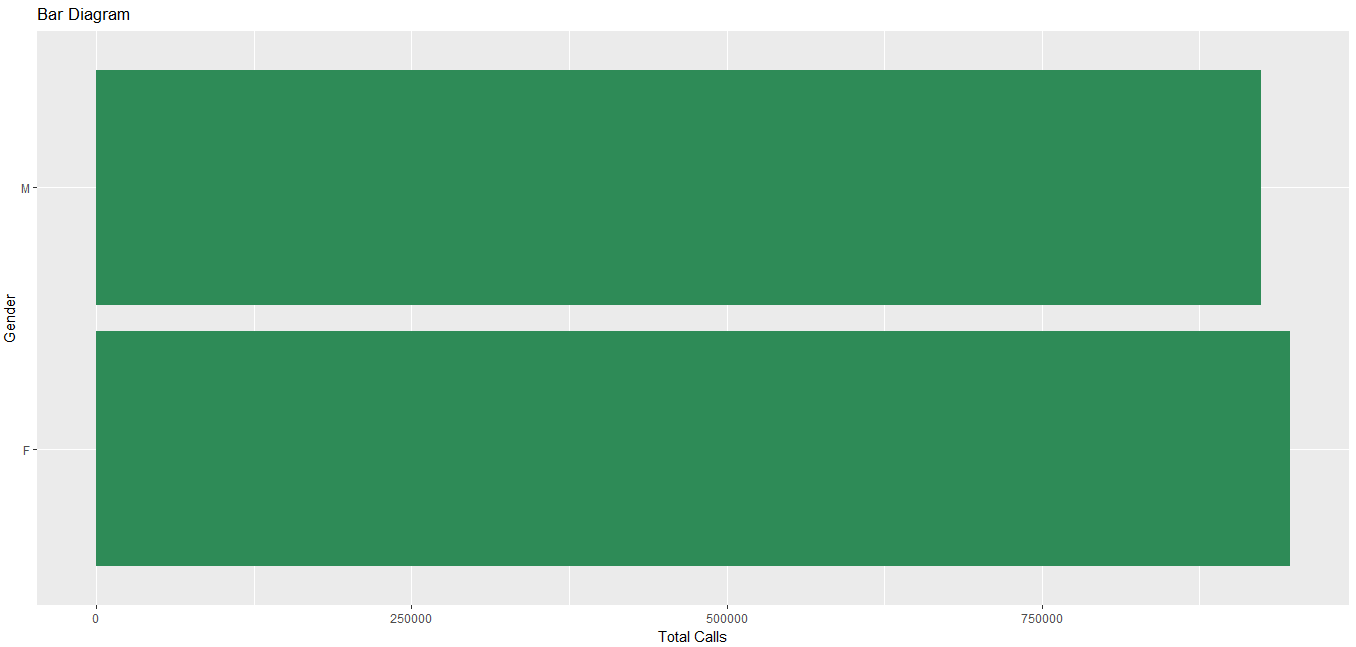 Bar Diagram
M
Gender
F
0 250000 500000 750000
Total Calls